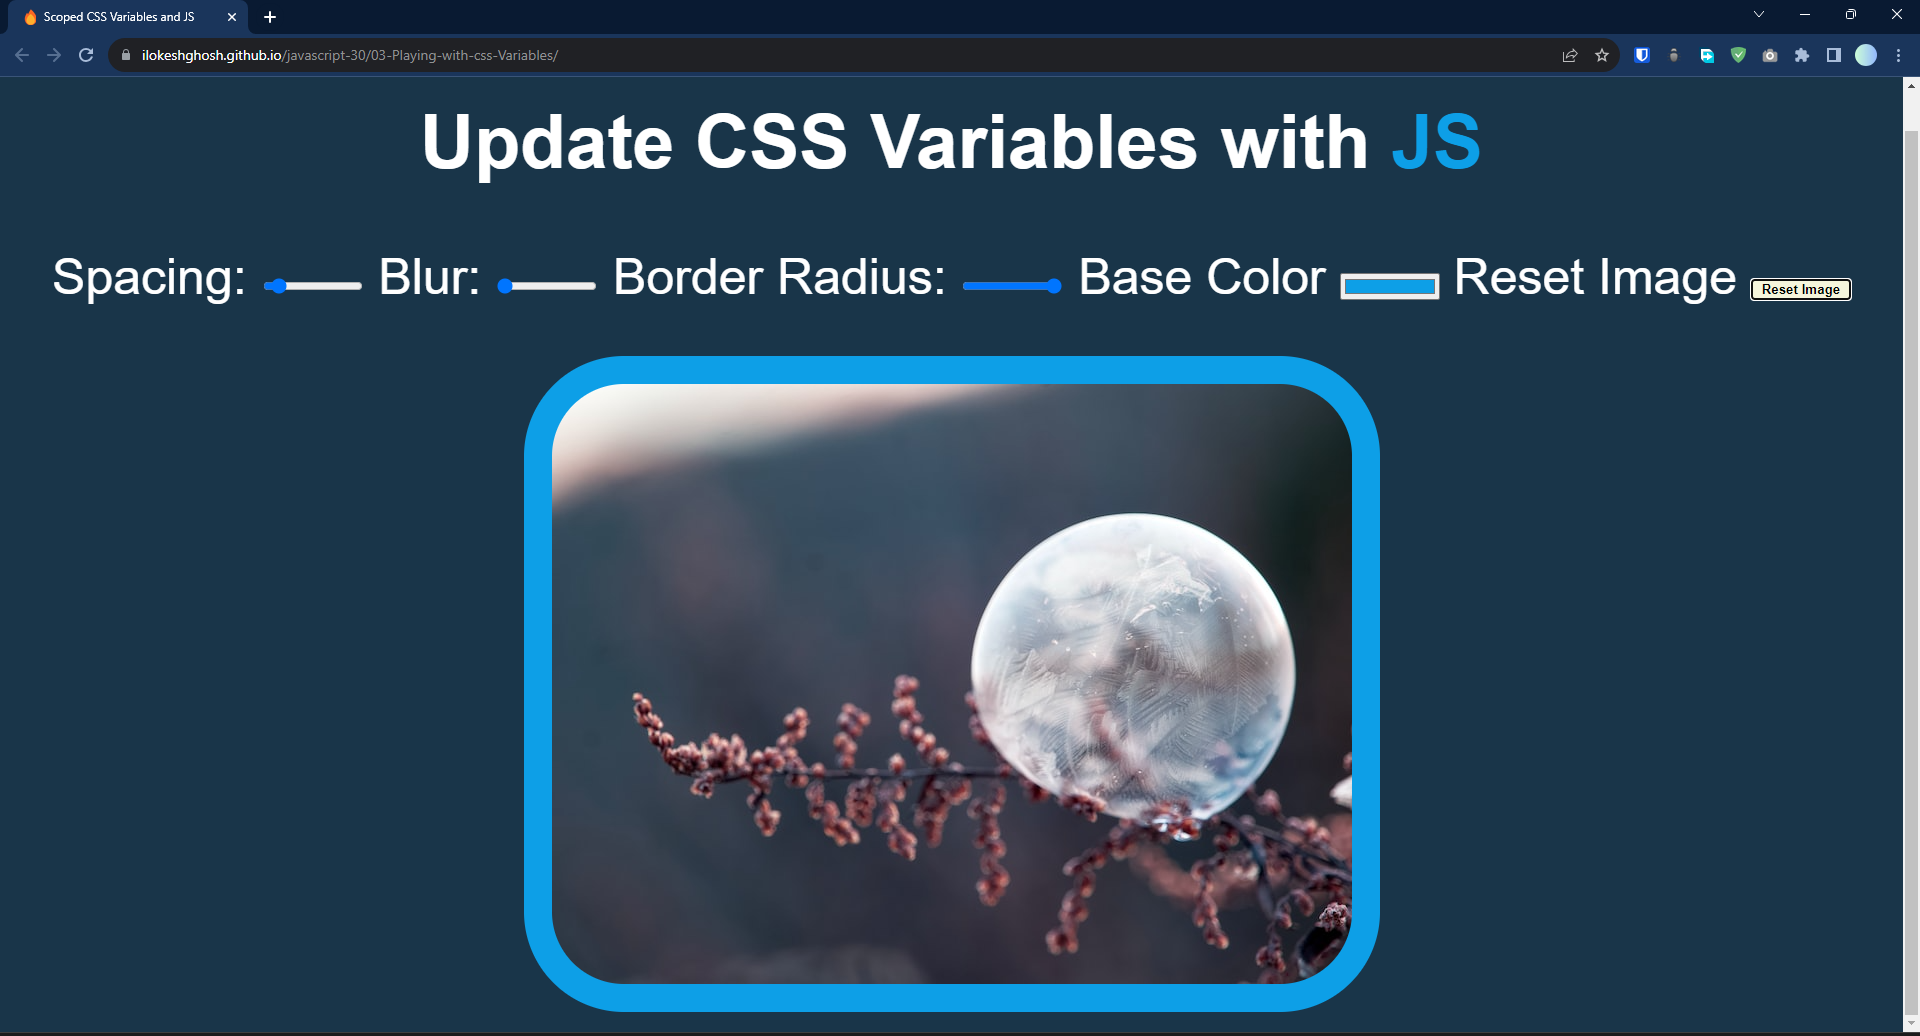 Scoped CSS Variables and JS
ilokeshghosh.github.io/javascript-30/03-Playing-with-css-Variables/
Update CSS Variables with JS
Spacing: Blur: Border Radius: Base Color Reset Image Reset Image